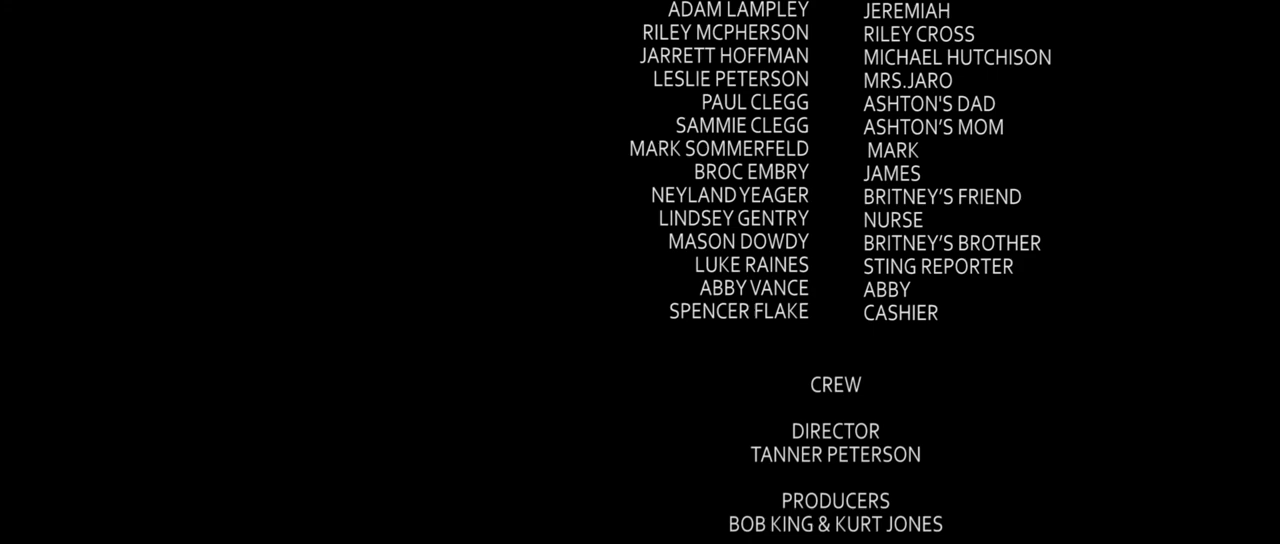 ADAM LAMPLEY JEREMIAH
RILEY MCPHERSON RILEY CROSS
JARRETT HOFFMAN MICHAEL HUTCHISON
LESLIE PETERSON MRS.JARO
PAUL CLEGG ASHTON'S DAD
SAMMIE CLEGG ASHTON’S MOM
MARK SOMMERFELD MARK
BROC EMBRY JAMES
NEYLAND YEAGER BRITNEY’S FRIEND
LINDSEY GENTRY NURSE
MASON DOWDY BRITNEY’S BROTHER
LUKE RAINES STING REPORTER
ABBY VANCE ABBY
SPENCER FLAKE CASHIER
CREW
DIRECTOR
TANNER PETERSON
PRODUCERS
BOB KING & KURT JONES